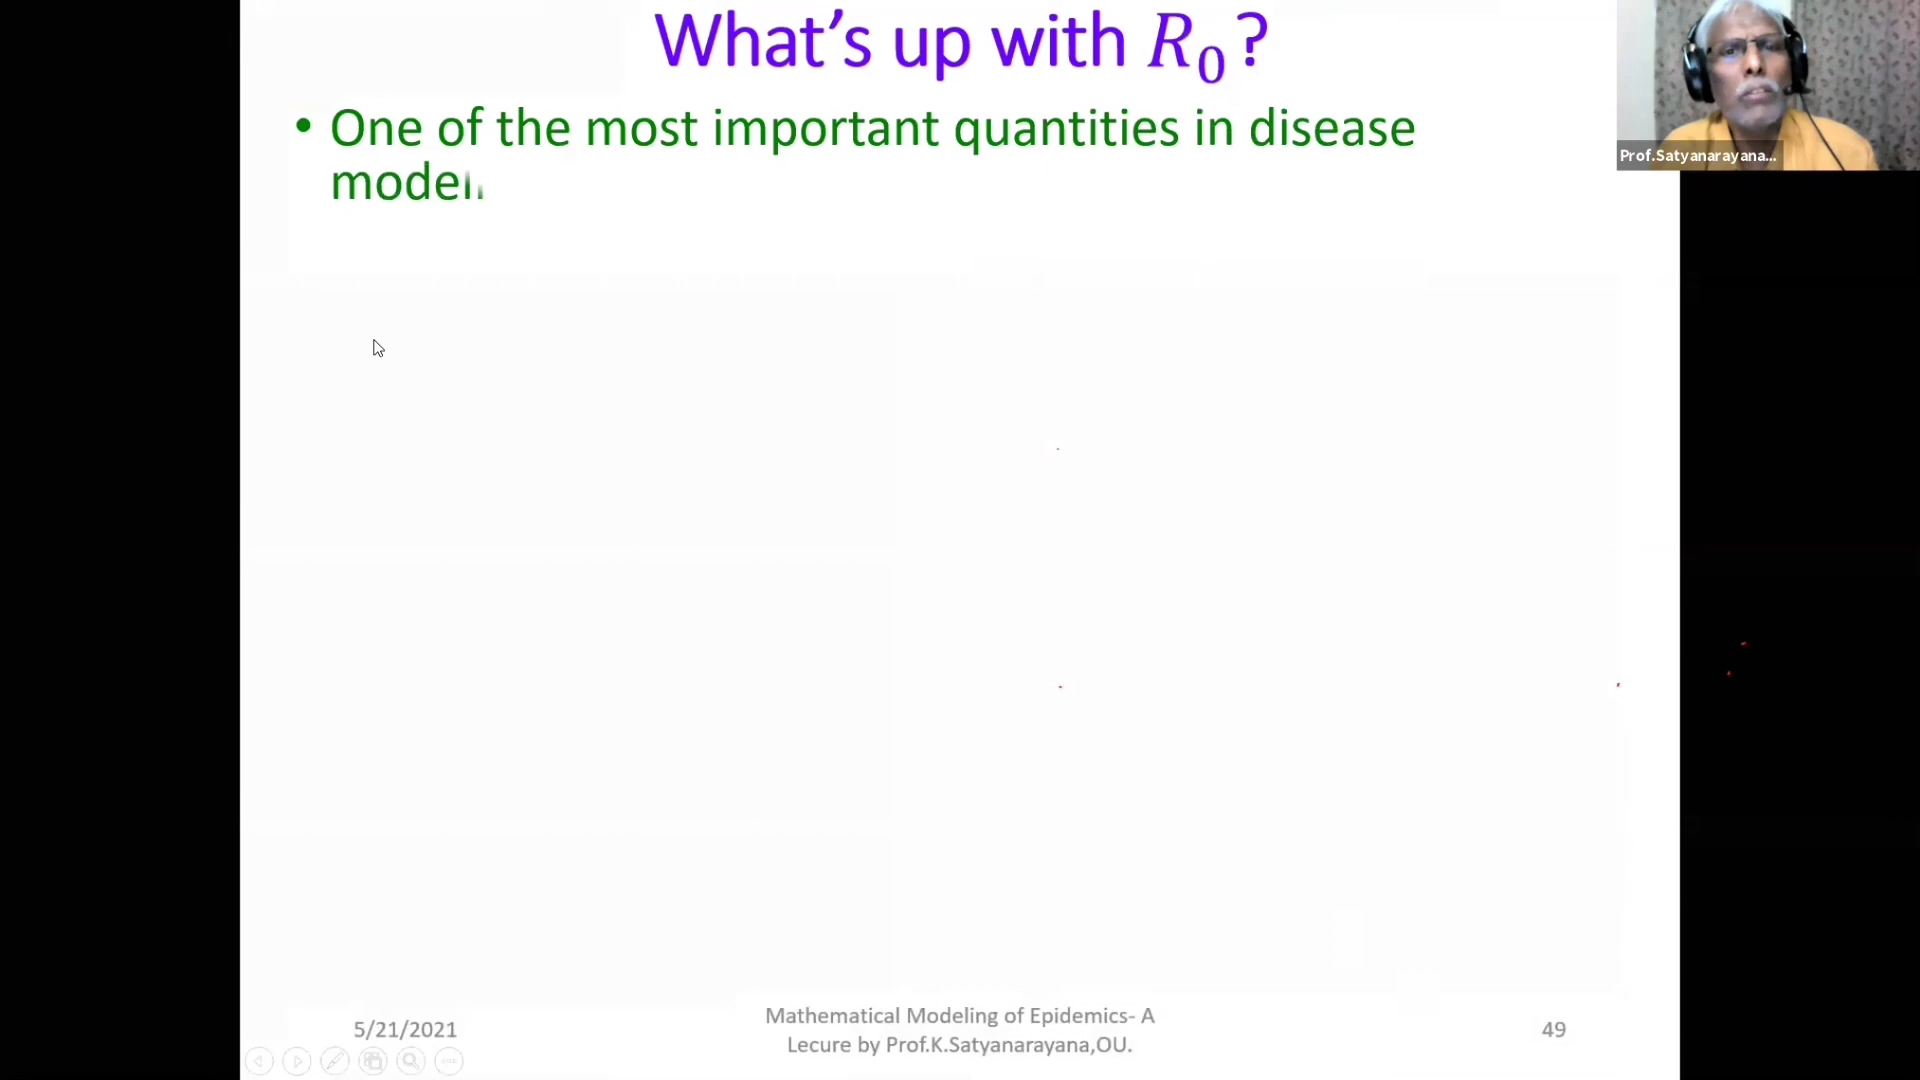 What's up with R₀?
• One of the most important quantities in disease
Prof.Satyanarayana...
5/21/2021
Mathematical Modeling of Epidemics- A
Lecure by Prof.K.Satyanarayana,OU.
49